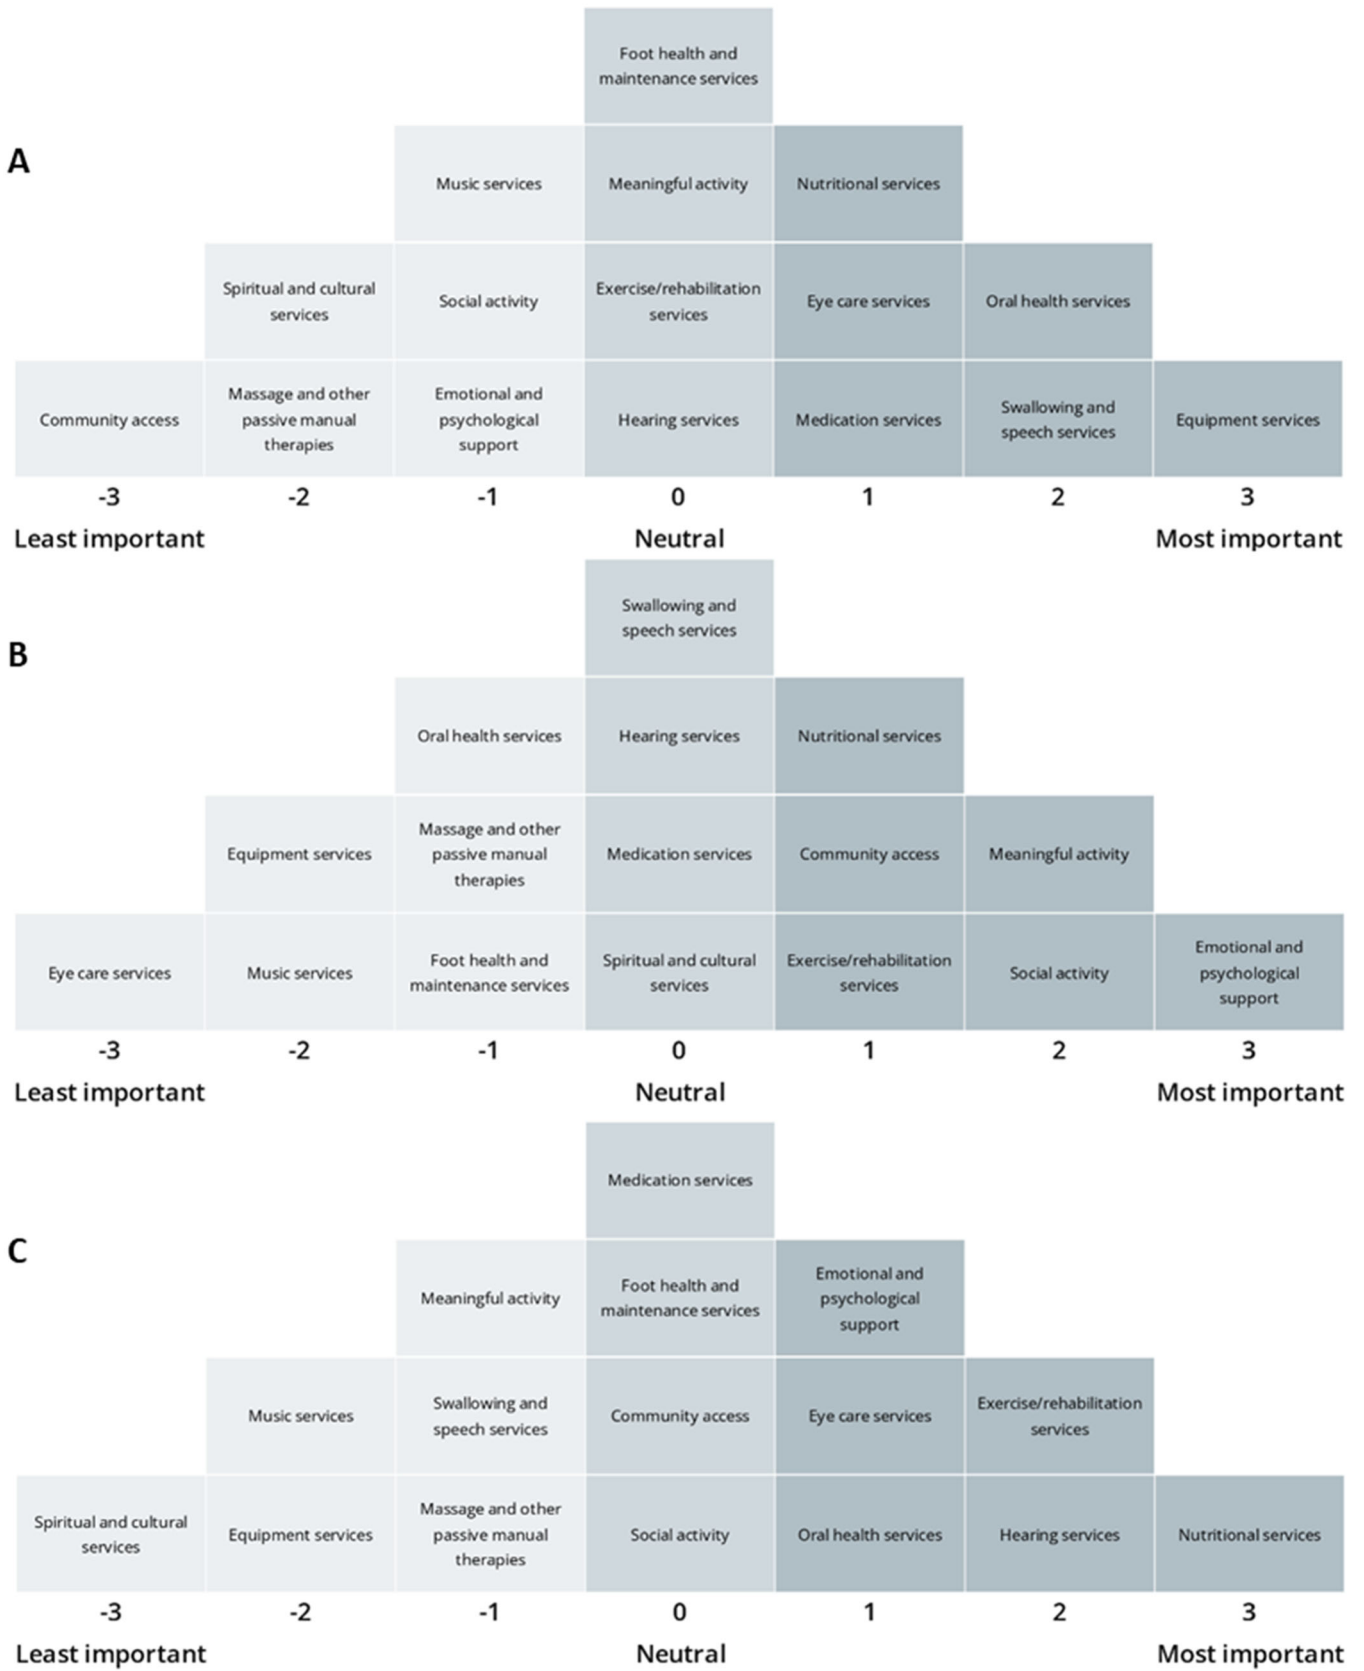 Foot health and
maintenance services
A
Music services
Meaningful activity
Nutritional services
Spiritual and cultural
services
Social activity
Exercise/rehabilitation
services
Eye care services
Oral health services
Community access
Massage and other
passive manual
therapies
Emotional and
psychological
support
Hearing services
Medication services
Swallowing and
speech services
Equipment services
-3 -2 -1 0 1 2 3
Least important Neutral Most important
Swallowing and
speech services
B
Oral health services
Hearing services
Nutritional services
Equipment services
Massage and other
passive manual
therapies
Medication services
Community access
Meaningful activity
Eye care services
Music services
Foot health and
maintenance services
Spiritual and cultural
services
Exercise/rehabilitation
services
Social activity
Emotional and
psychological
support
-3 -2 -1 0 1 2 3
Least important Neutral Most important
Medication services
C
Meaningful activity
Foot health and
maintenance services
Emotional and
psychological
support
Music services
Swallowing and
speech services
Community access
Eye care services
Exercise/rehabilitation
services
Spiritual and cultural
services
Equipment services
Massage and other
passive manual
therapies
Social activity
Oral health services
Hearing services
Nutritional services
-3 -2 -1 0 1 2 3
Least important Neutral Most important